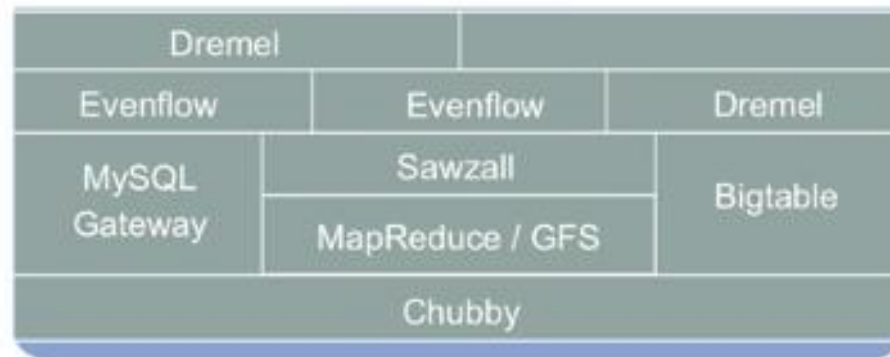 Dremel
Evenflow
Evenflow
Dremel
MySQL
Gateway
Sawzall
MapReduce / GFS
Bigtable
Chubby